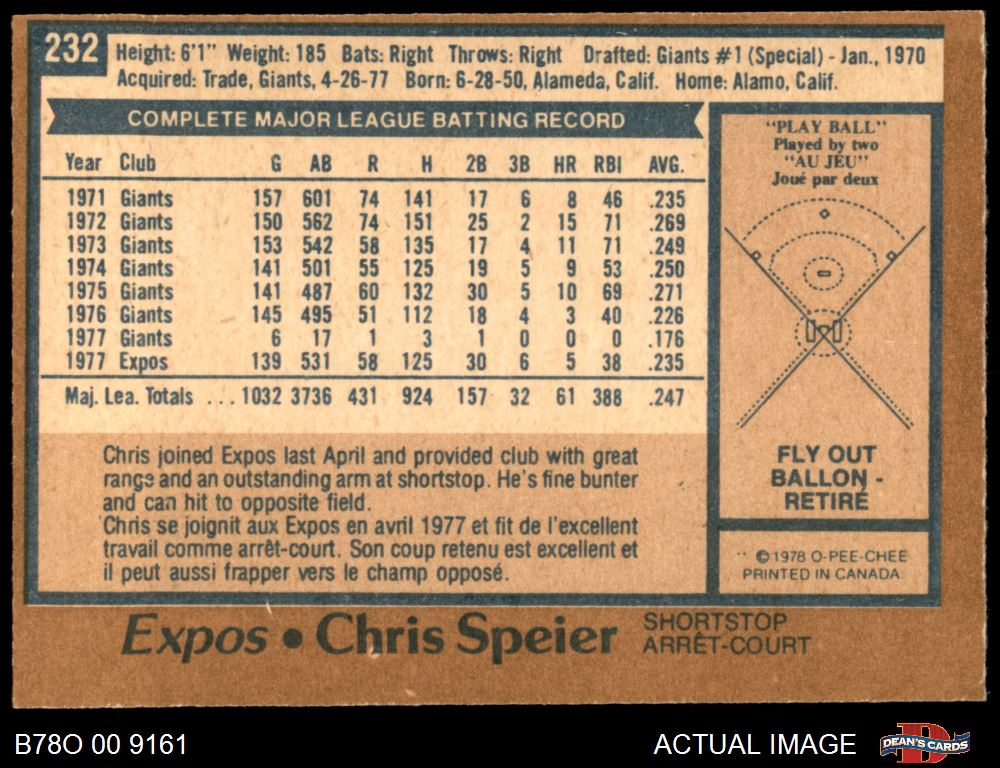 232
Height: 6'1" Weight: 185 Bats: Right Throws: Right Drafted: Giants #1 (Special) - Jan., 1970
Acquired: Trade, Giants, 4-26-77 Born: 6-28-50, Alameda, Calif. Home: Alamo, Calif.
COMPLETE MAJOR LEAGUE BATTING RECORD
Year Club G AB R H 2B 3B HR RBI AVG.
1971 Giants 157 601 74 141 17 6 8 46 .235
1972 Giants 150 562 74 151 25 2 15 71 .269
1973 Giants 153 542 58 135 17 4 11 71 .249
1974 Giants 141 501 55 125 19 5 9 53 .250
1975 Giants 141 487 60 132 30 5 10 69 .271
1976 Giants 145 495 51 112 18 4 3 40 .226
1977 Giants 6 17 1 3 1 0 0 0 .176
1977 Expos 139 531 58 125 30 6 5 38 .235
Maj. Lea. Totals ... 1032 3736 431 924 157 32 61 388 .247
Chris joined Expos last April and provided club with great
range and an outstanding arm at shortstop. He's fine bunter
and can hit to opposite field.
Chris se joignit aux Expos en avril 1977 et fit de l'excellent
travail comme arrêt-court. Son coup retenu est excellent et
il peut aussi frapper vers le champ opposé.
"PLAY BALL"
Played by two
"AU JEU"
Joué par deux
FLY OUT
BALLON -
RETIRÉ
©1978 O-PEE-CHEE
PRINTED IN CANADA
Expos • Chris Speier SHORTSTOP
ARRÊT-COURT
B78O 00 9161
ACTUAL IMAGE
DEAN'S CARDS